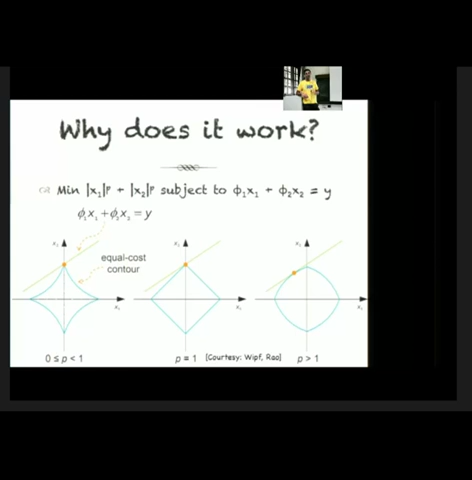 Why does it work?
Min |x₁|ᵖ + |x₂|ᵖ subject to ϕ₁x₁ + ϕ₂x₂ = y
ϕ₁x₁ + ϕ₂x₂ = y
equal-cost
contour
0 ≤ p < 1
p = 1
[Courtesy: Wipf, Rao]
p > 1